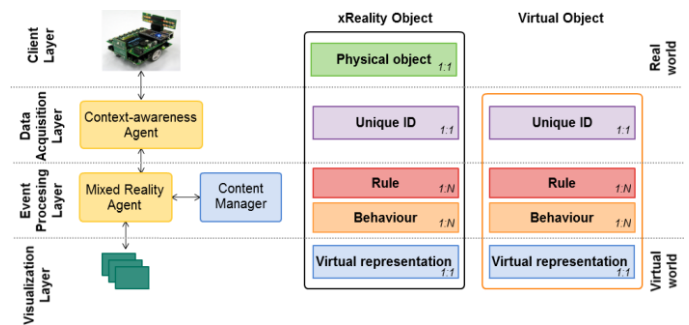 xReality Object
Virtual Object
Client
Layer
Physical object
1:1
Real
world
Data
Acquisition
Layer
Context-awareness
Agent
Unique ID
1:1
Unique ID
1:1
Event
Procesing
Layer
Mixed Reality
Agent
Content
Manager
Rule
1:N
Rule
1:N
Behaviour
1:N
Behaviour
1:N
Visualization
Layer
Virtual representation
1:1
Virtual representation
1:1
Virtual
world